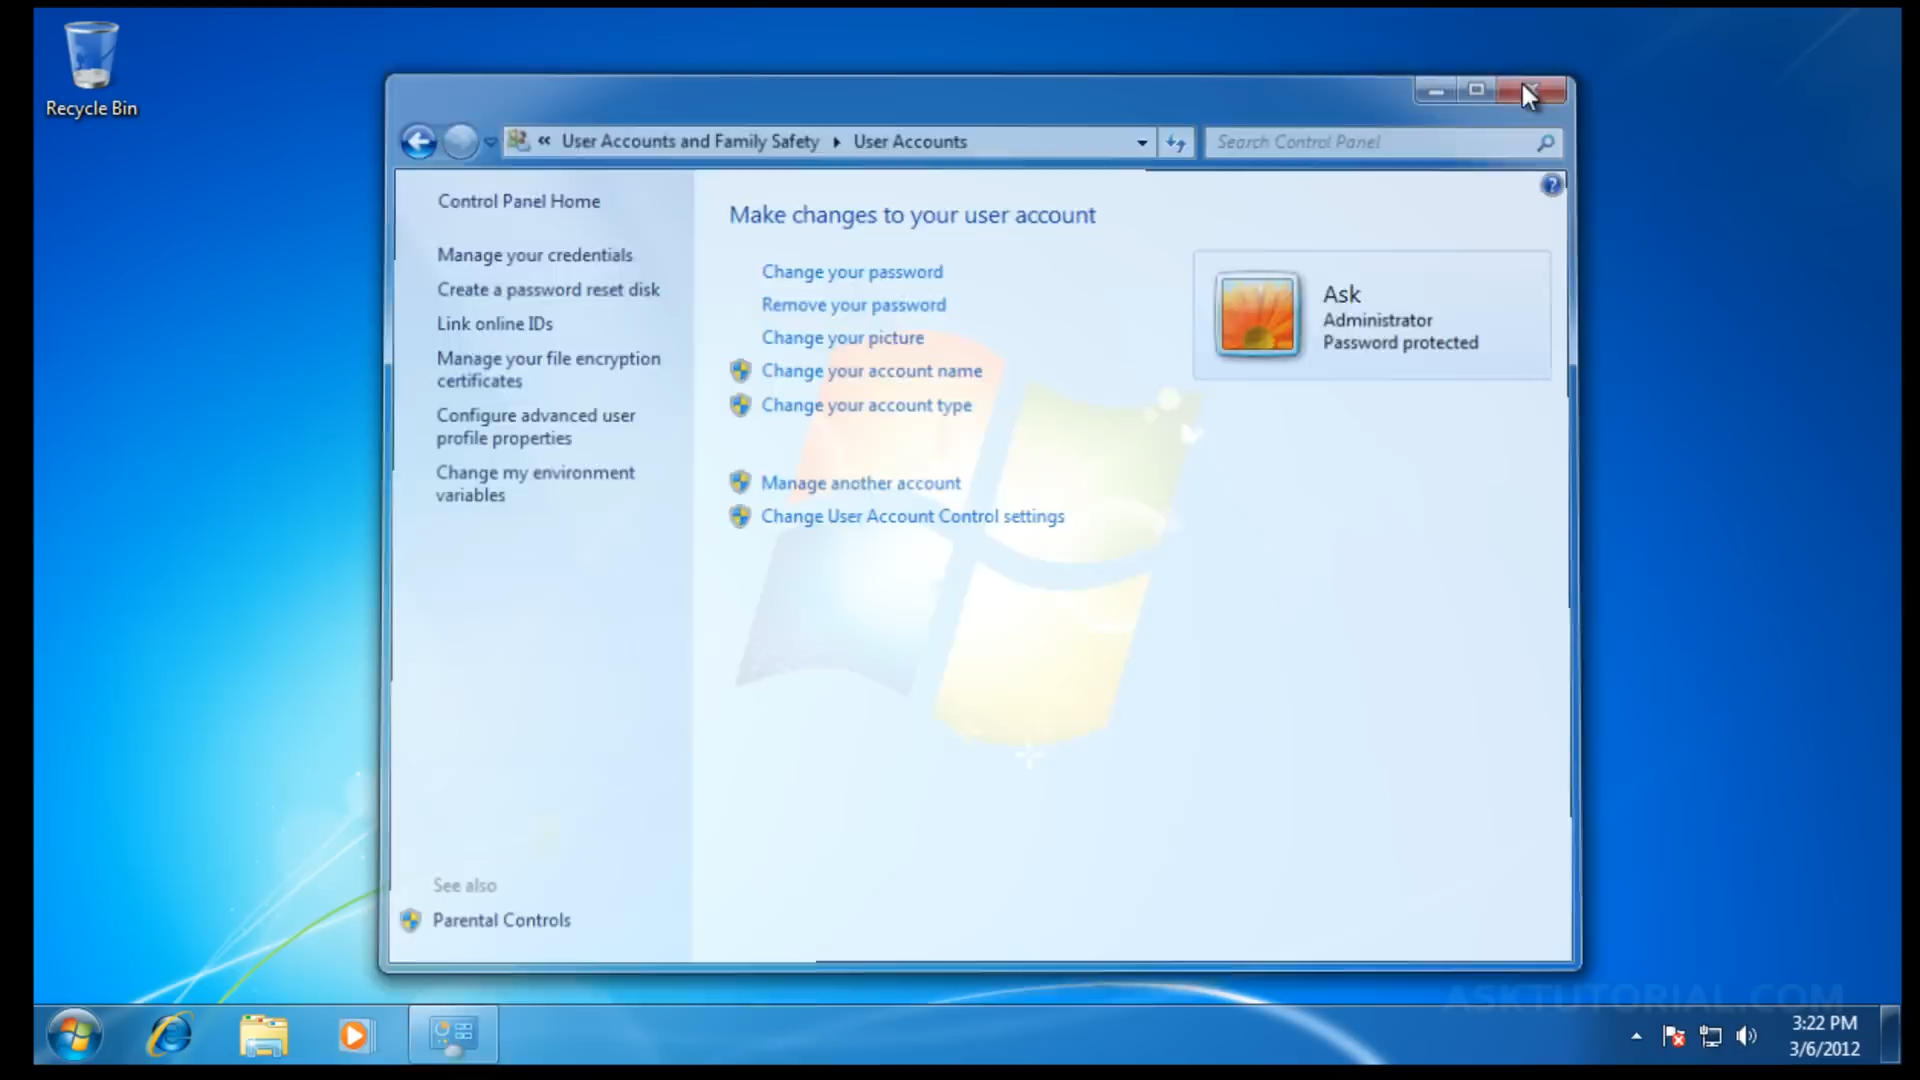 Recycle Bin
« User Accounts and Family Safety User Accounts
Search Control Panel
Control Panel Home
Manage your credentials
Create a password reset disk
Link online IDs
Manage your file encryption
certificates
Configure advanced user
profile properties
Change my environment
variables
See also
Parental Controls
Make changes to your user account
Change your password
Remove your password
Change your picture
Change your account name
Change your account type
Manage another account
Change User Account Control settings
Ask
Administrator
Password protected
ASKTUTORIAL.COM
3:22 PM
3/6/2012